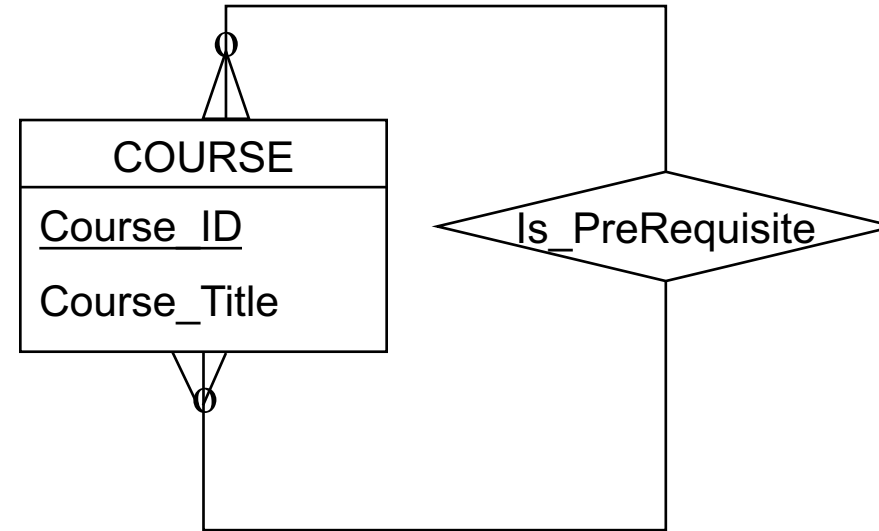 O
COURSE
Course_ID
Course_Title
Is_PreRequisite
O